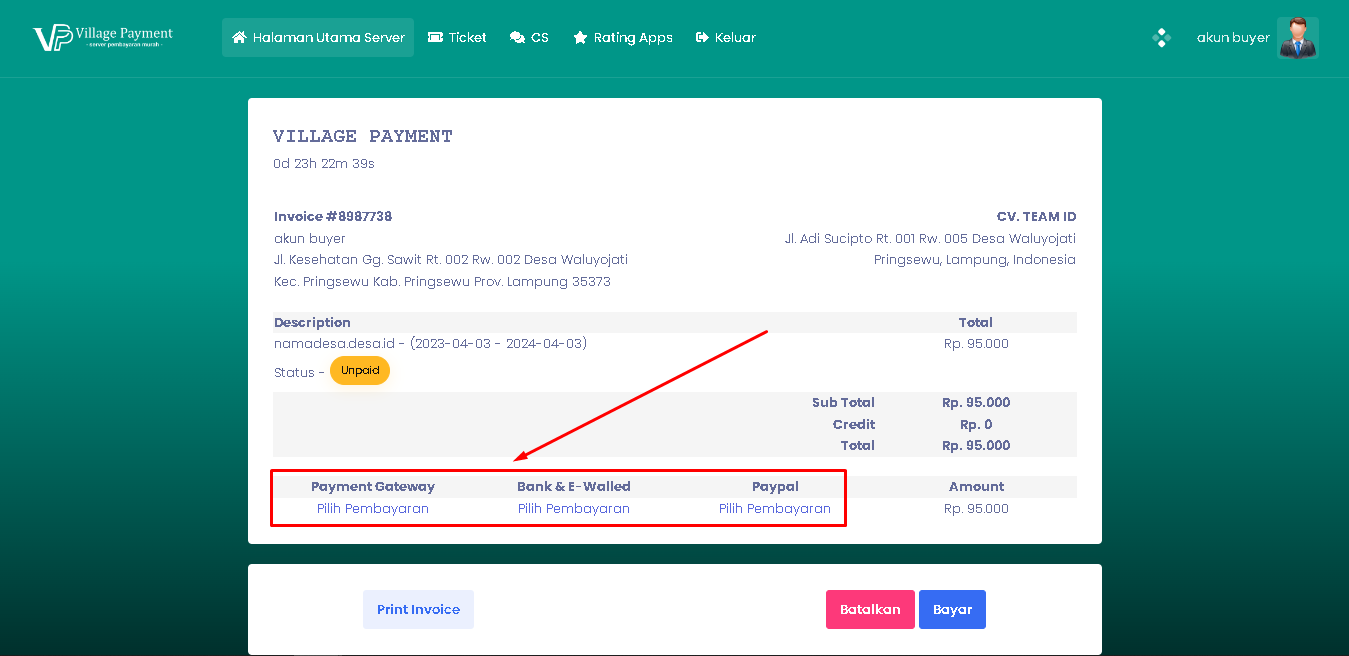 VP Village Payment
- server pembayaran murah -
Halaman Utama Server
Ticket
CS
Rating Apps
Keluar
akun buyer
VILLAGE PAYMENT
0d 23h 22m 39s
Invoice #8987738
CV. TEAM ID
akun buyer
Jl. Adi Sucipto Rt. 001 Rw. 005 Desa Waluyojati
Jl. Kesehatan Gg. Sawit Rt. 002 Rw. 002 Desa Waluyojati
Pringsewu, Lampung, Indonesia
Kec. Pringsewu Kab. Pringsewu Prov. Lampung 35373
Description Total
namadesa.desa.id - (2023-04-03 - 2024-04-03) Rp. 95.000
Status - Unpaid
Sub Total Rp. 95.000
Credit Rp. 0
Total Rp. 95.000
Payment Gateway Bank & E-Walled Paypal Amount
Pilih Pembayaran Pilih Pembayaran Pilih Pembayaran Rp. 95.000
Print Invoice Batalkan Bayar